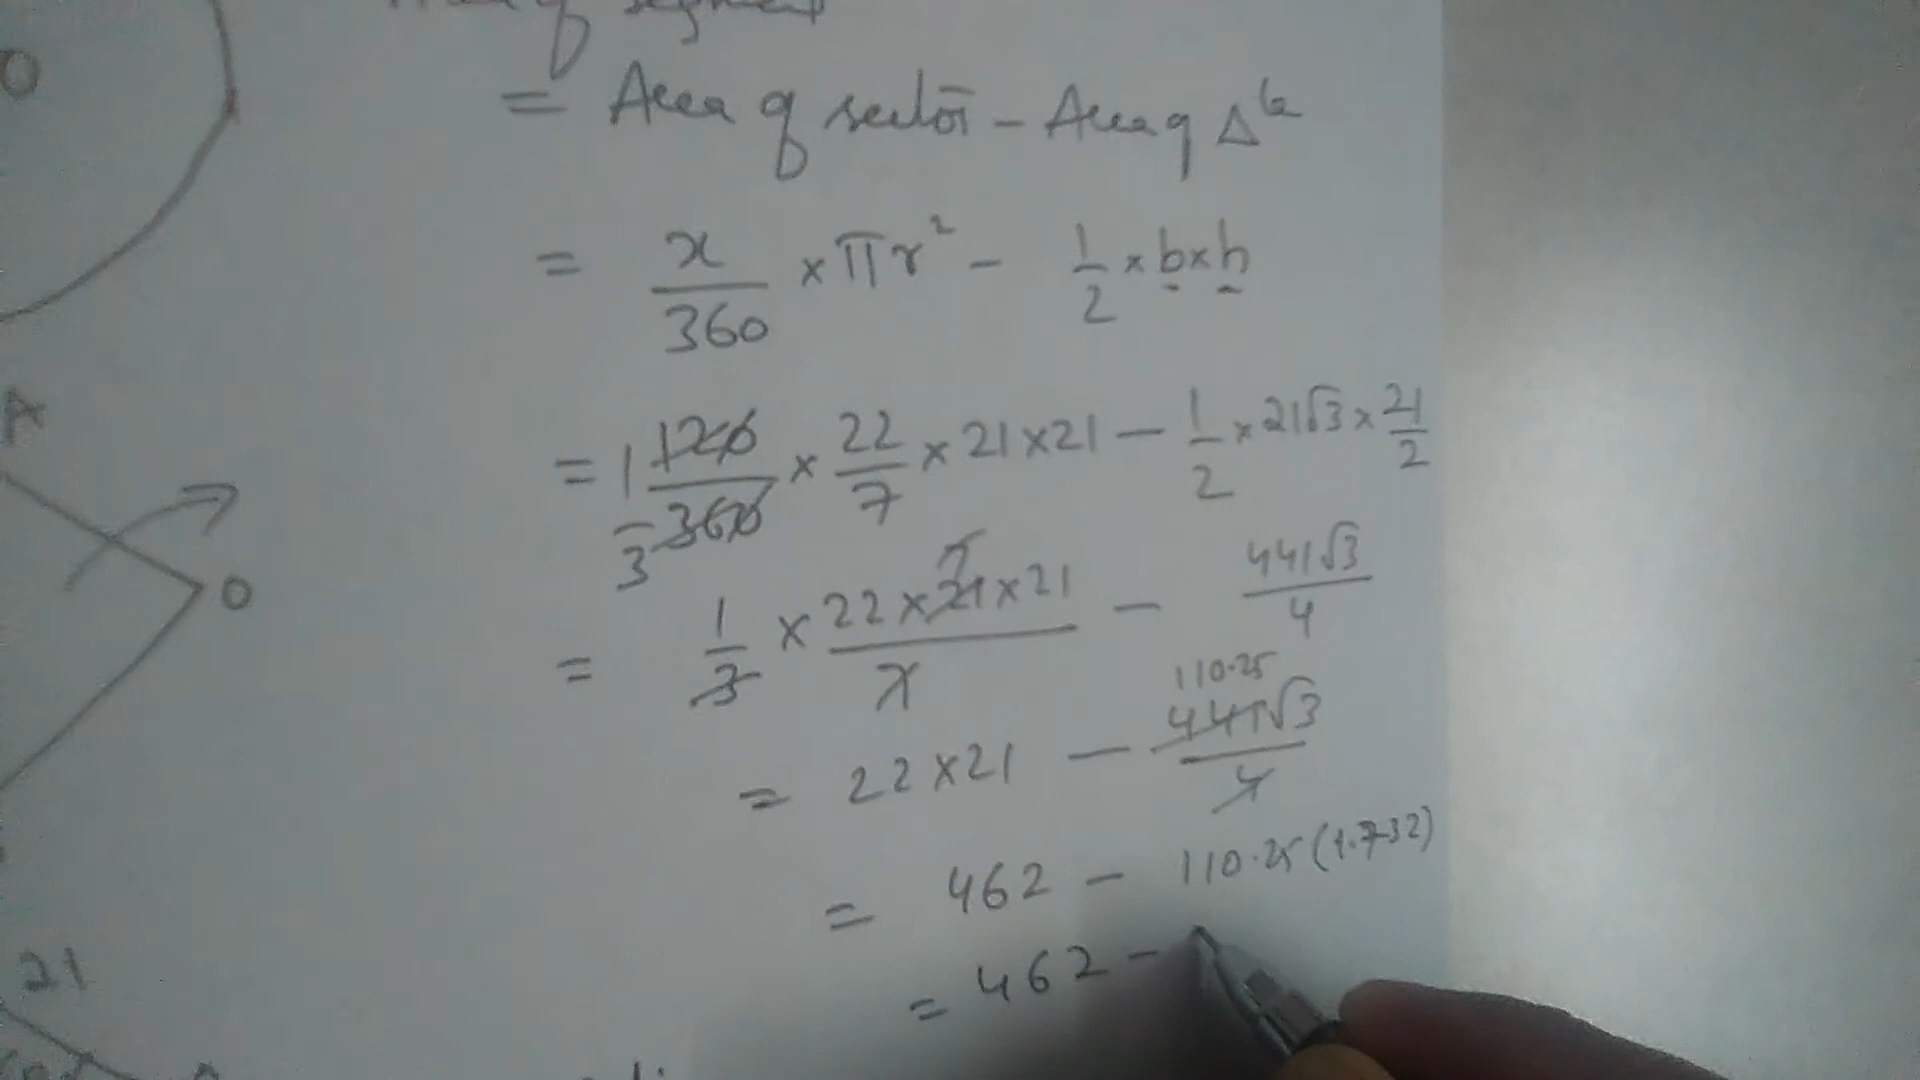 segment
= Area of sector - Area of Δle
O
= x/360 × πr² - 1/2 × b×h
A
= 1/3 120/360 × 22/7 × 21×21 - 1/2 × 21√3 × 21/2
O
= 1/3 × 22×21×21/7 - 441√3/4
110.25
= 22×21 - 441√3/4
= 462 - 110.25(1.732)
21
= 462 -